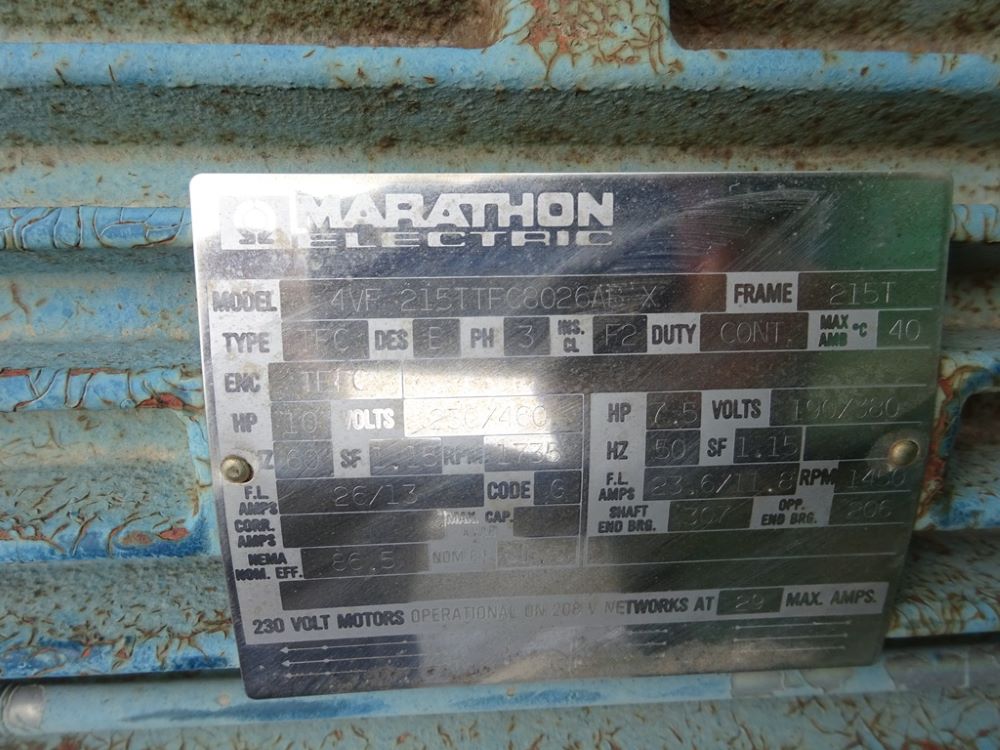 MARATHON
ELECTRIC
MODEL 4VF 215TTFC8026A X FRAME 215T
TYPE TFC DES PH 3 INS. CL F2 DUTY CONT. MAX AMB °C 40
ENC
HP 10 VOLTS 230/460 HP 7.5 VOLTS 190/380
HZ 60 SF 1.15 RPM 1735 HZ 50 SF 1.15
F.L. AMPS 26/13 CODE G F.L. AMPS 23.6/11.8 RPM
CORR. AMPS MAX. CAP. SHAFT END BRG. 307 OPP. END BRG. 206
NEMA NOM. EFF. 86.5 NOM.
230 VOLT MOTORS OPERATIONAL ON 208 V NETWORKS AT 29 MAX. AMPS.